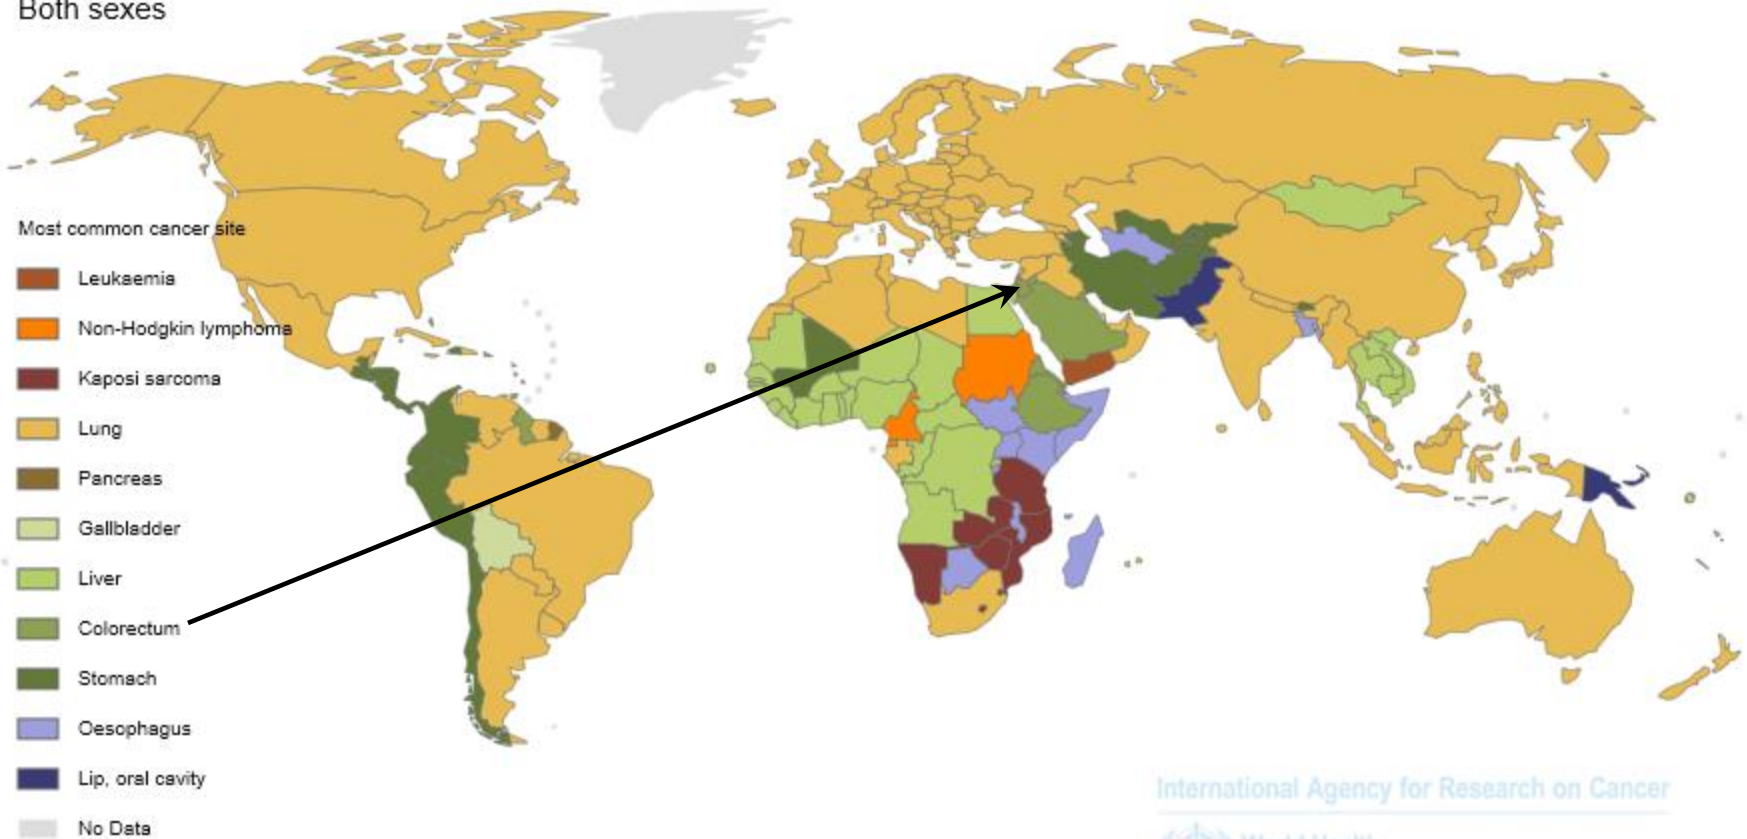 Both sexes
Most common cancer site
Leukaemia
Non-Hodgkin lymphoma
Kaposi sarcoma
Lung
Pancreas
Gallbladder
Liver
Colorectum
Stomach
Oesophagus
Lip, oral cavity
No Data
International Agency for Research on Cancer